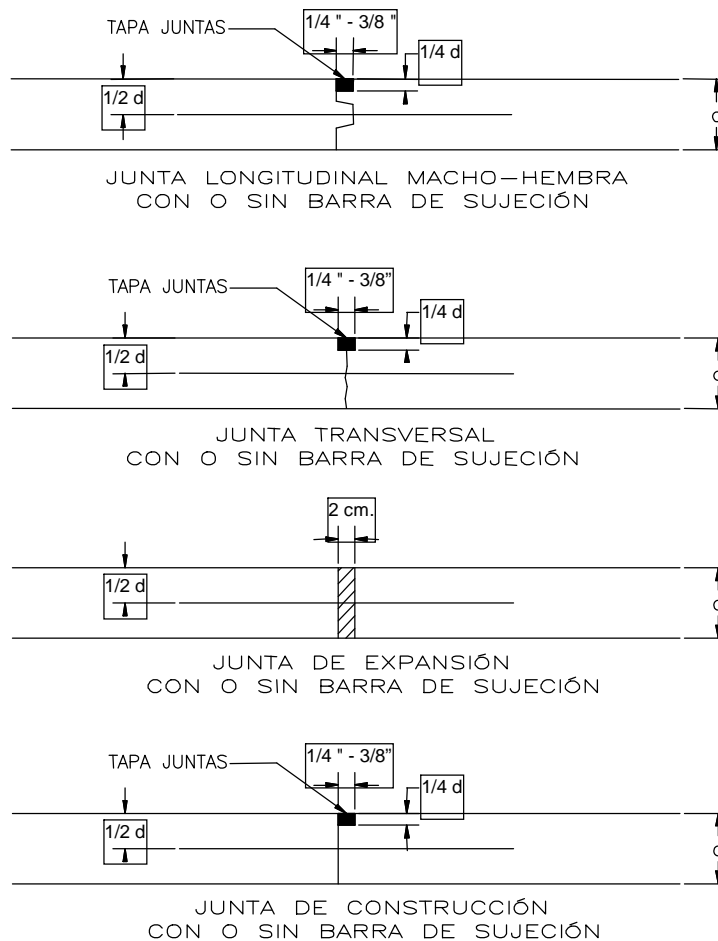 1/4 " - 3/8 "
TAPA JUNTAS
1/4 d
1/2 d
JUNTA LONGITUDINAL MACHO-HEMBRA
CON O SIN BARRA DE SUJECIÓN
1/4 " - 3/8”
TAPA JUNTAS
1/4 d
1/2 d
JUNTA TRANSVERSAL
CON O SIN BARRA DE SUJECIÓN
2 cm.
1/2 d
JUNTA DE EXPANSIÓN
CON O SIN BARRA DE SUJECIÓN
1/4 " - 3/8”
TAPA JUNTAS
1/4 d
1/2 d
JUNTA DE CONSTRUCCIÓN
CON O SIN BARRA DE SUJECIÓN